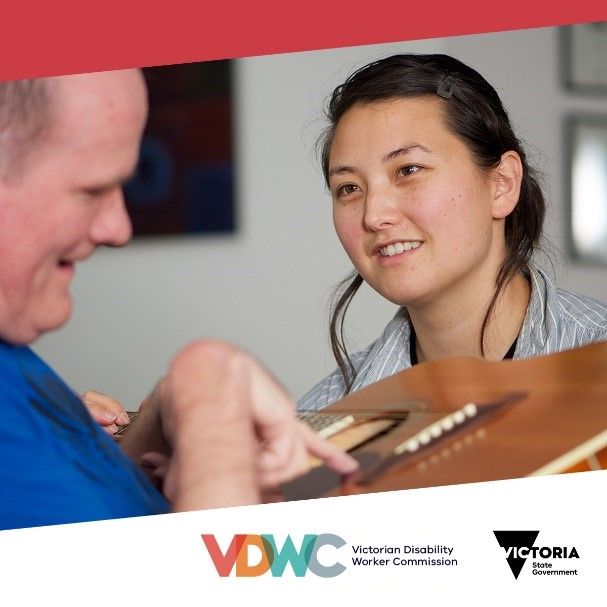 VDWC
Victorian Disability
Worker Commission
VICTORIA
State
Government